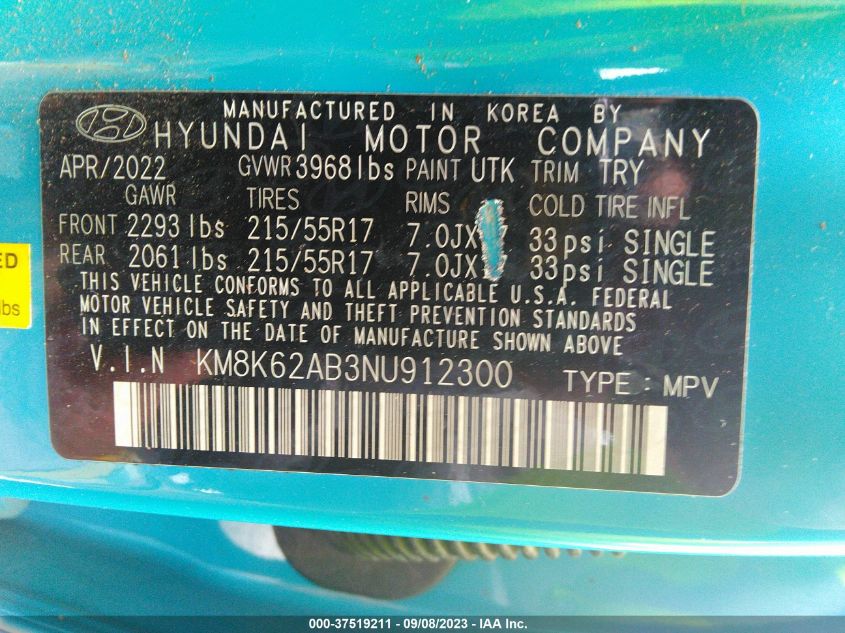 MANUFACTURED IN KOREA BY
HYUNDAI MOTOR COMPANY
APR/2022 GVWR 3968 lbs PAINT UTK TRIM TRY
GAWR TIRES RIMS COLD TIRE INFL
FRONT 2293 lbs 215/55R17 7.0JX 33psi SINGLE
REAR 2061 lbs 215/55R17 7.0JX 33psi SINGLE
THIS VEHICLE CONFORMS TO ALL APPLICABLE U.S.A. FEDERAL
MOTOR VEHICLE SAFETY AND THEFT PREVENTION STANDARDS
IN EFFECT ON THE DATE OF MANUFACTURE SHOWN ABOVE
V.I.N KM8K62AB3NU912300 TYPE : MPV
ED
lbs
000-37519211 - 09/08/2023 - IAA Inc.